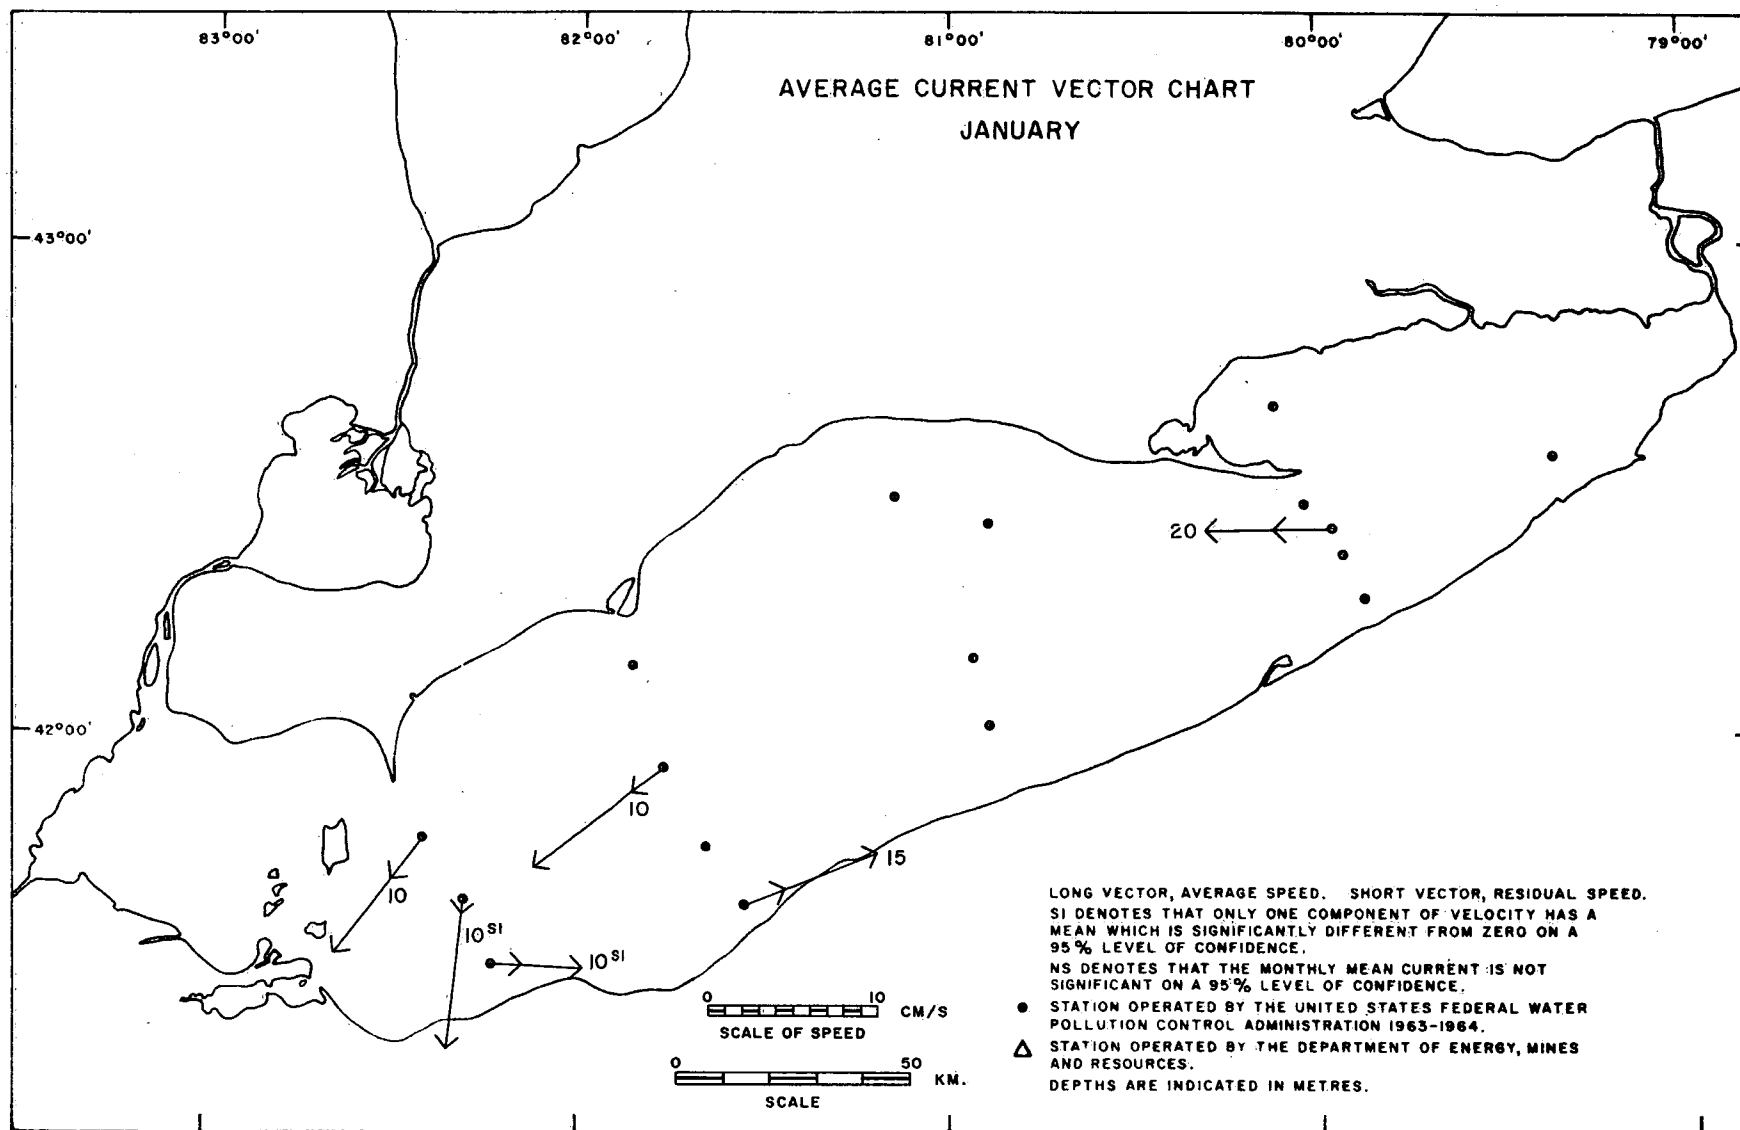 83°00'
82°00'
81°00'
80°00'
79°00'
AVERAGE CURRENT VECTOR CHART
JANUARY
43°00'
20
42°00'
10
10
15
10 SI
10 SI
LONG VECTOR, AVERAGE SPEED. SHORT VECTOR, RESIDUAL SPEED.
SI DENOTES THAT ONLY ONE COMPONENT OF VELOCITY HAS A
MEAN WHICH IS SIGNIFICANTLY DIFFERENT FROM ZERO ON A
95% LEVEL OF CONFIDENCE.
NS DENOTES THAT THE MONTHLY MEAN CURRENT IS NOT
SIGNIFICANT ON A 95% LEVEL OF CONFIDENCE.
STATION OPERATED BY THE UNITED STATES FEDERAL WATER
POLLUTION CONTROL ADMINISTRATION 1963-1964.
STATION OPERATED BY THE DEPARTMENT OF ENERGY, MINES
AND RESOURCES.
DEPTHS ARE INDICATED IN METRES.
0 10 CM/S
SCALE OF SPEED
0 50 KM.
SCALE